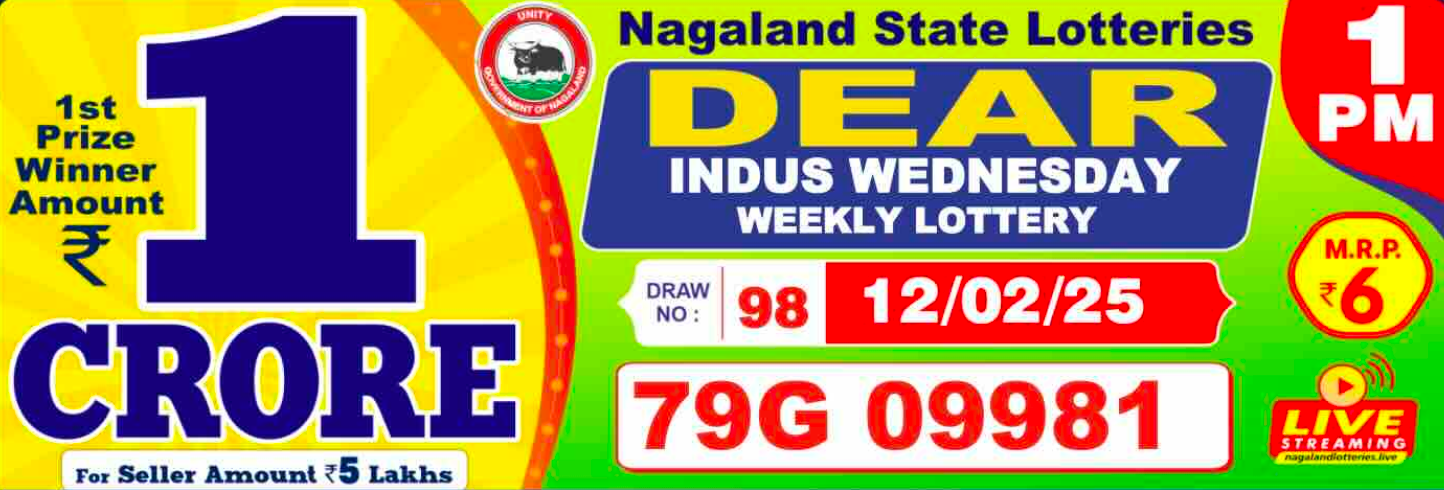 1st
Prize
Winner
Amount
₹
1
CRORE
For Seller Amount ₹5 Lakhs
UNITY
GOVERNMENT OF NAGALAND
Nagaland State Lotteries
DEAR
INDUS WEDNESDAY
WEEKLY LOTTERY
DRAW
NO :
98
12/02/25
79G 09981
1
PM
M.R.P.
₹6
LIVE
STREAMING
nagalandlotteries.live